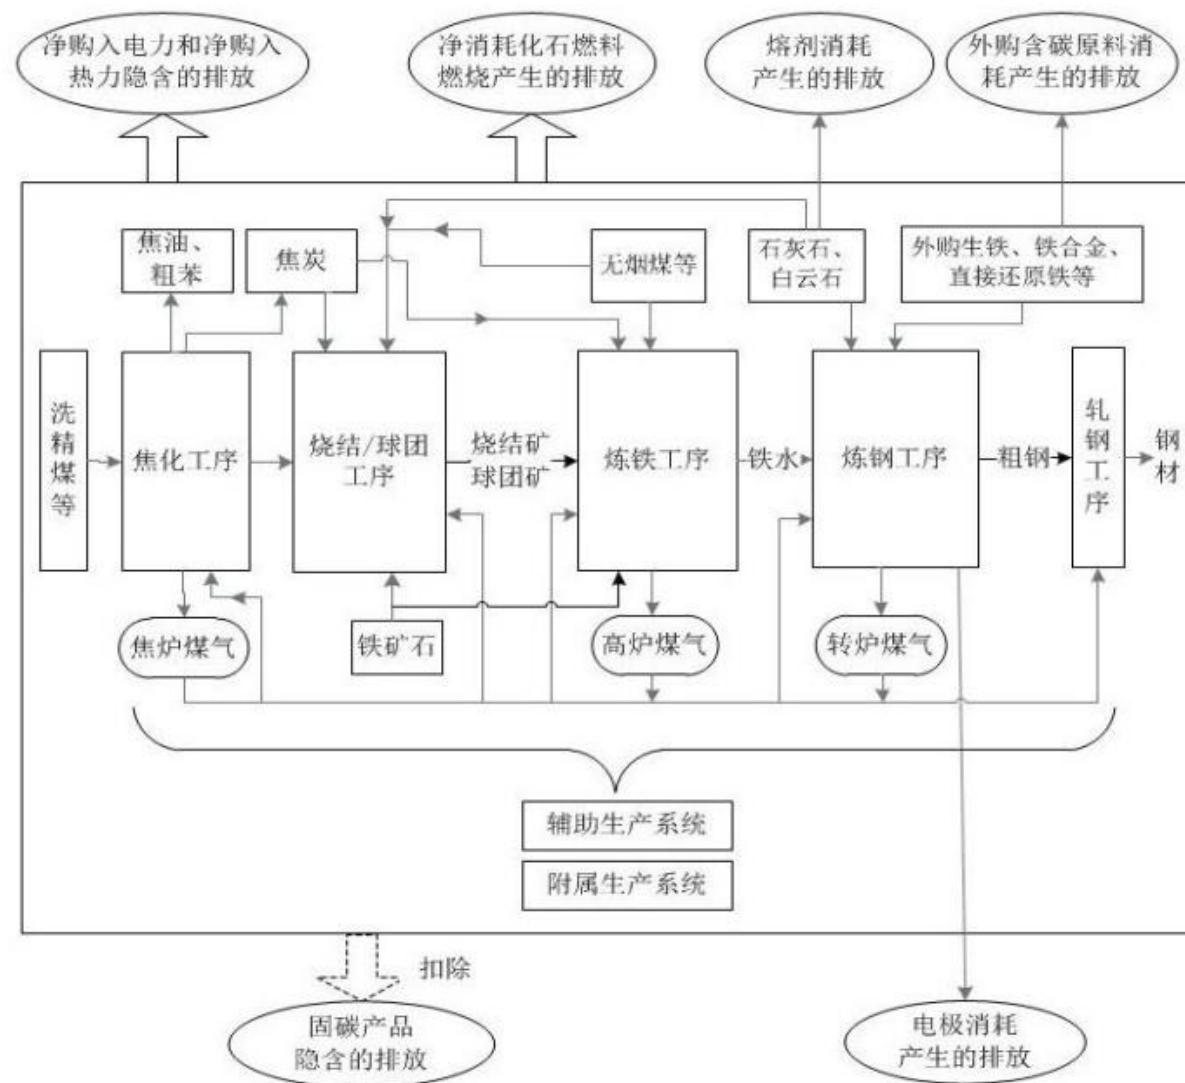 净购入电力和净购入
热力隐含的排放
净消耗化石燃料
燃烧产生的排放
熔剂消耗
产生的排放
外购含碳原料消
耗产生的排放
焦油、
粗苯
焦炭
无烟煤等
石灰石、
白云石
外购生铁、铁合金、
直接还原铁等
洗
精
煤
等
焦化工序
烧结/球团
工序
烧结矿
球团矿
炼铁工序
铁水
炼钢工序
粗钢
轧
钢
工
序
钢
材
焦炉煤气
铁矿石
高炉煤气
转炉煤气
辅助生产系统
附属生产系统
扣除
固碳产品
隐含的排放
电极消耗
产生的排放